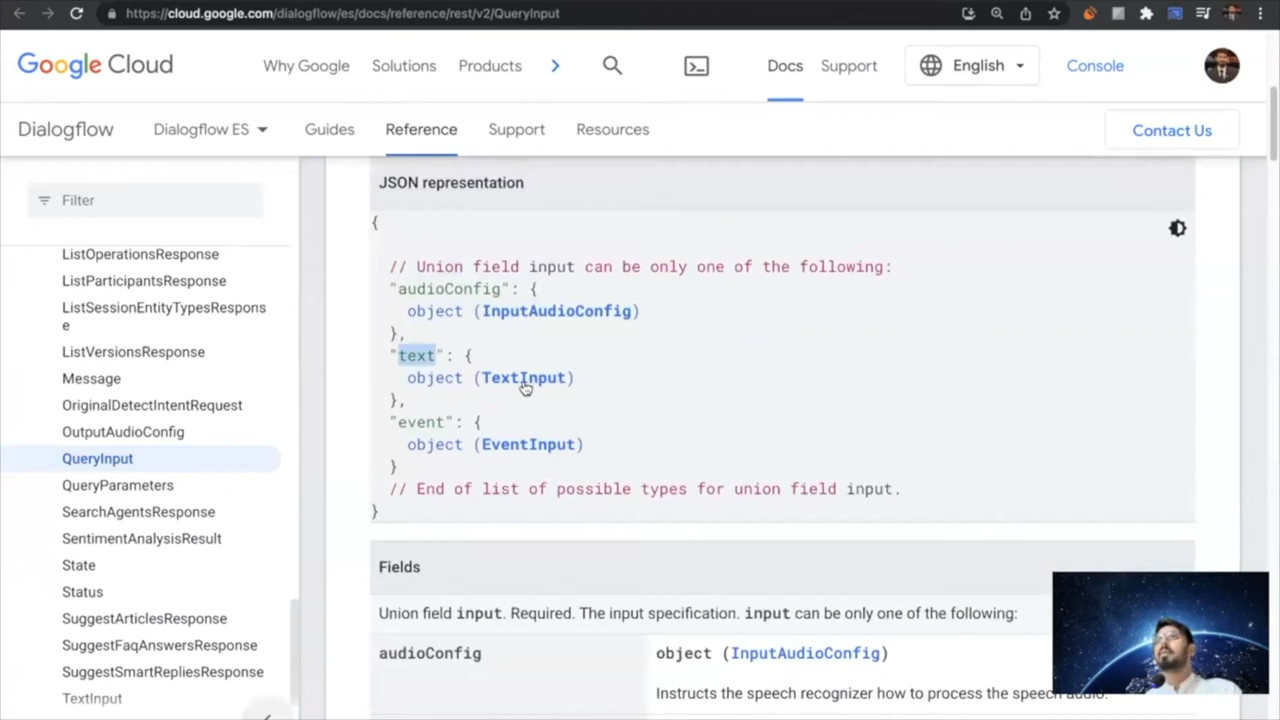 https://cloud.google.com/dialogflow/es/docs/reference/rest/v2/QueryInput
Google Cloud
Why Google
Solutions
Products
Docs
Support
English
Console
Dialogflow
Dialogflow ES
Guides
Reference
Support
Resources
Contact Us
Filter
ListOperationsResponse
ListParticipantsResponse
ListSessionEntityTypesRespons
e
ListVersionsResponse
Message
OriginalDetectIntentRequest
OutputAudioConfig
QueryInput
QueryParameters
SearchAgentsResponse
SentimentAnalysisResult
State
Status
SuggestArticlesResponse
SuggestFaqAnswersResponse
SuggestSmartRepliesResponse
TextInput
JSON representation
{
// Union field input can be only one of the following:
"audioConfig": {
object (InputAudioConfig)
},
"text": {
object (TextInput)
},
"event": {
object (EventInput)
}
// End of list of possible types for union field input.
}
Fields
Union field input. Required. The input specification. input can be only one of the following:
audioConfig
object (InputAudioConfig)
Instructs the speech recognizer how to process the speech audio.